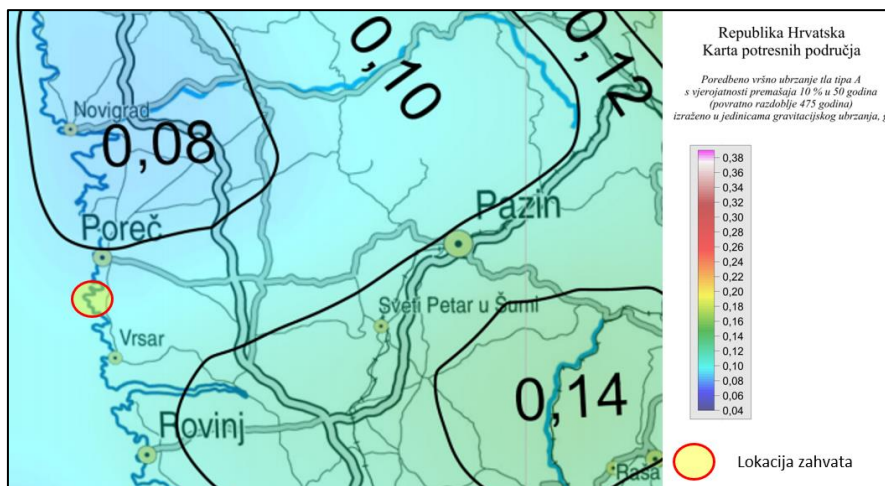 0,10
0,12
Novigrad
0,08
Pazin
Poreč
Sveti Petar u Šumi
Vrsar
0,14
Rovinj
Raša
Republika Hrvatska
Karta potresnih područja
Poredbeno vršno ubrzanje tla tipa A
s vjerojatnosti premašaja 10 % u 50 godina
(povratno razdoblje 475 godina)
izraženo u jedinicama gravitacijskog ubrzanja, g
0,38
0,36
0,34
0,32
0,30
0,28
0,26
0,24
0,22
0,20
0,18
0,16
0,14
0,12
0,10
0,08
0,06
0,04
Lokacija zahvata